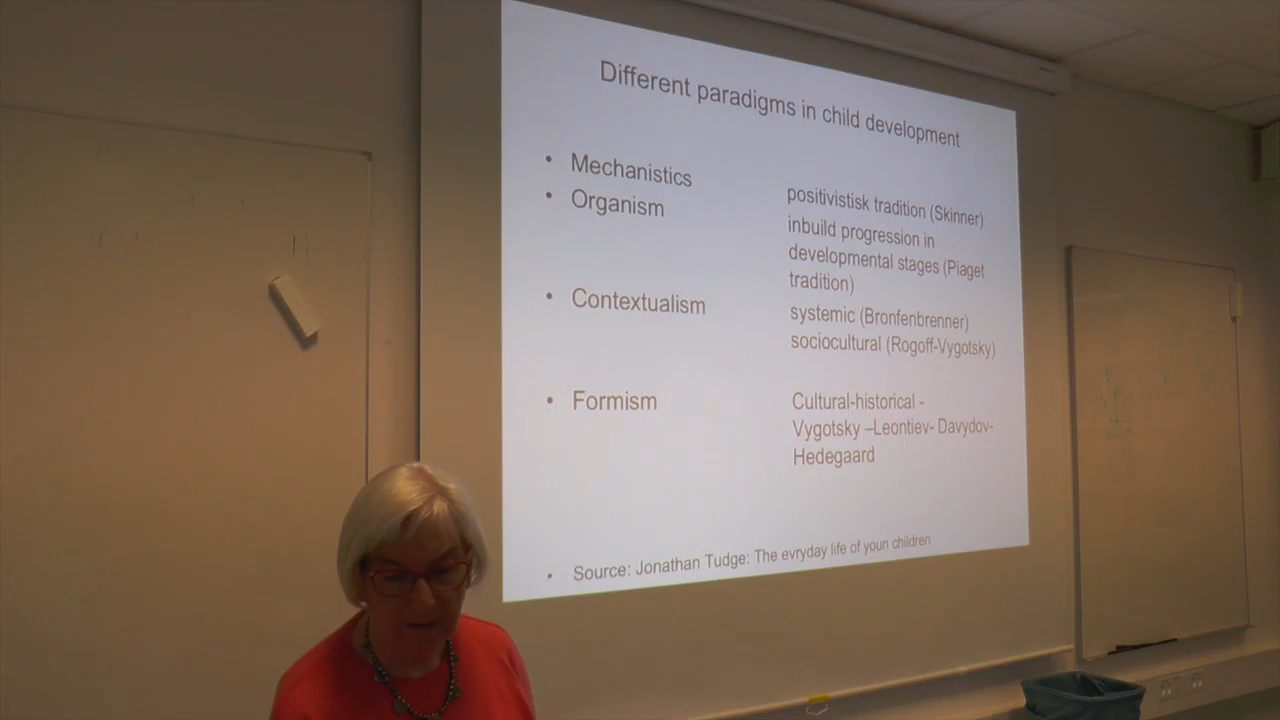 Different paradigms in child development
• Mechanistics
• Organism
positivistisk tradition (Skinner)
inbuild progression in
developmental stages (Piaget
tradition)
• Contextualism
systemic (Bronfenbrenner)
sociocultural (Rogoff-Vygotsky)
• Formism
Cultural-historical -
Vygotsky –Leontiev- Davydov-
Hedegaard
• Source: Jonathan Tudge: The evryday life of youn children